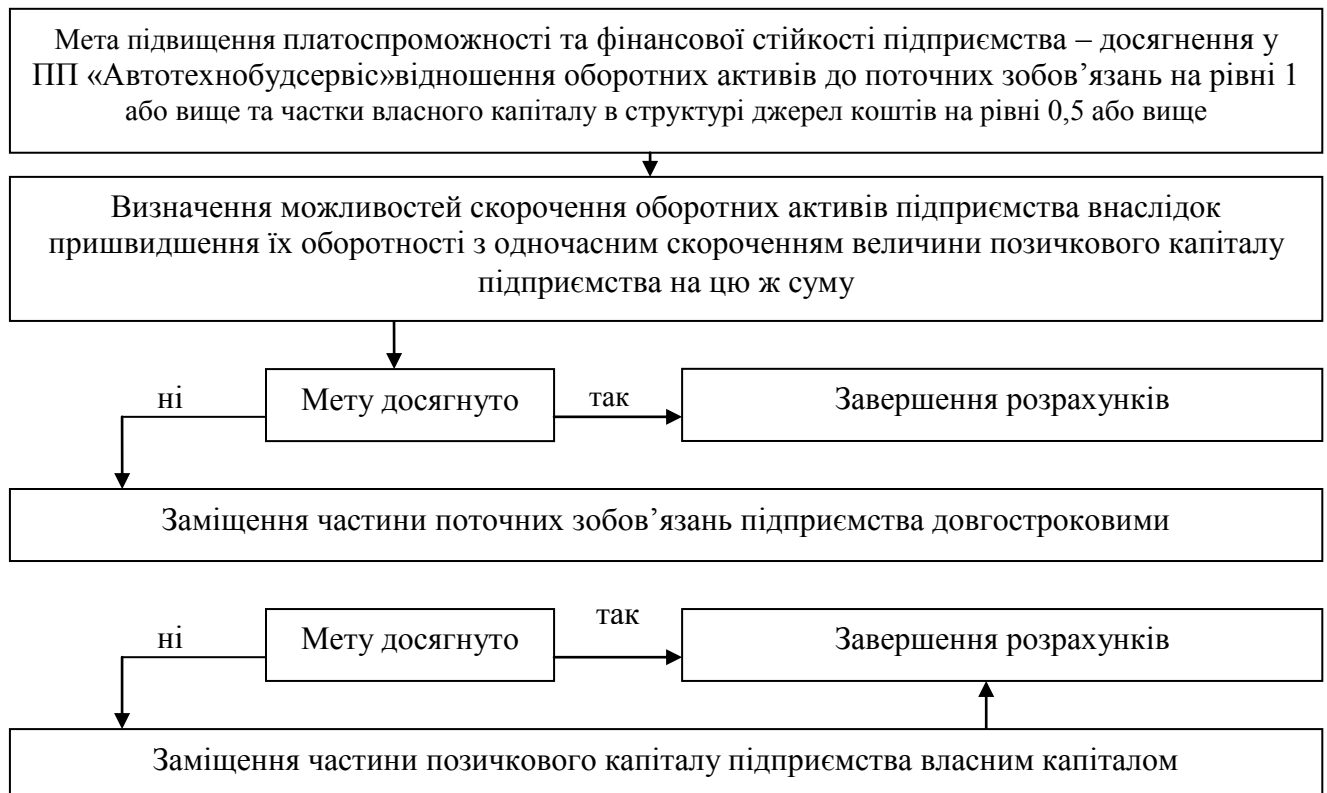 Мета підвищення платоспроможності та фінансової стійкості підприємства – досягнення у
ПП «Автотехнобудсервіс»відношення оборотних активів до поточних зобов’язань на рівні 1
або вище та частки власного капіталу в структурі джерел коштів на рівні 0,5 або вище
Визначення можливостей скорочення оборотних активів підприємства внаслідок
пришвидшення їх оборотності з одночасним скороченням величини позичкового капіталу
підприємства на цю ж суму
ні
Мету досягнуто
так
Завершення розрахунків
Заміщення частини поточних зобов’язань підприємства довгостроковими
ні
Мету досягнуто
так
Завершення розрахунків
Заміщення частини позичкового капіталу підприємства власним капіталом